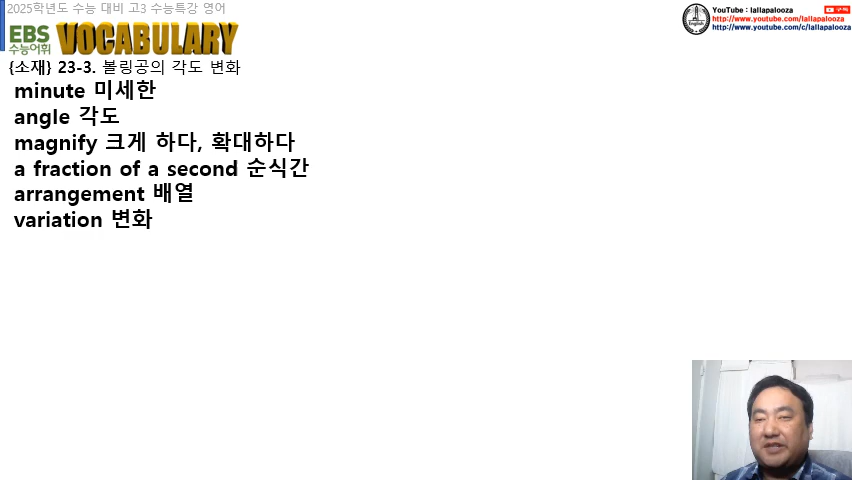 2025학년도 수능 대비 고3 수능특강 영어
EBS
수능어휘
VOCABULARY
{소재} 23-3. 볼링공의 각도 변화
minute 미세한
angle 각도
magnify 크게 하다, 확대하다
a fraction of a second 순식간
arrangement 배열
variation 변화
YouTube : lallapalooza
구독
http://www.youtube.com/lallapalooza
http://www.youtube.com/c/lallapalooza
English